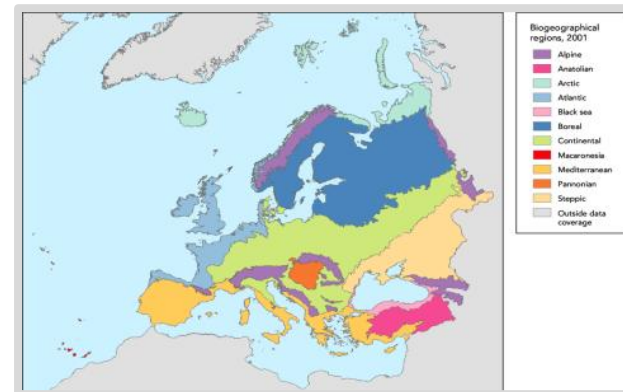 Biogeographical
regions, 2001
Alpine
Anatolian
Arctic
Atlantic
Black sea
Boreal
Continental
Macaronesia
Mediterranean
Pannonian
Steppic
Outside data
coverage